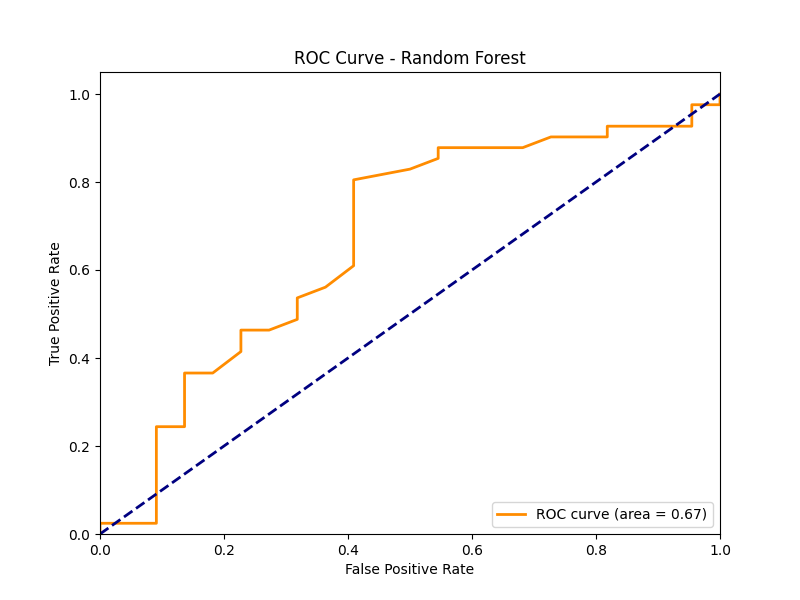 ROC Curve - Random Forest
True Positive Rate
1.0
0.8
0.6
0.4
0.2
0.0
ROC curve (area = 0.67)
0.0 0.2 0.4 0.6 0.8 1.0
False Positive Rate